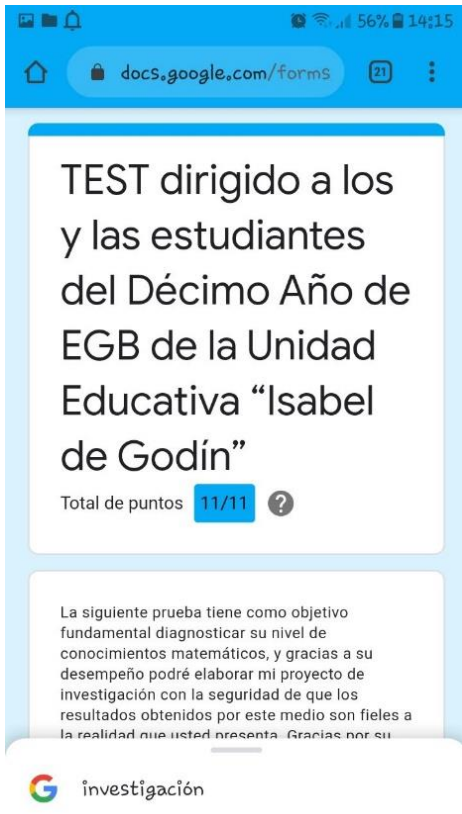 56% 14:15
docs.google.com/forms 21
TEST dirigido a los
y las estudiantes
del Décimo Año de
EGB de la Unidad
Educativa “Isabel
de Godín”
Total de puntos 11/11 ?
La siguiente prueba tiene como objetivo
fundamental diagnosticar su nivel de
conocimientos matemáticos, y gracias a su
desempeño podré elaborar mi proyecto de
investigación con la seguridad de que los
resultados obtenidos por este medio son fieles a
la realidad que usted presenta. Gracias por su
G investigación